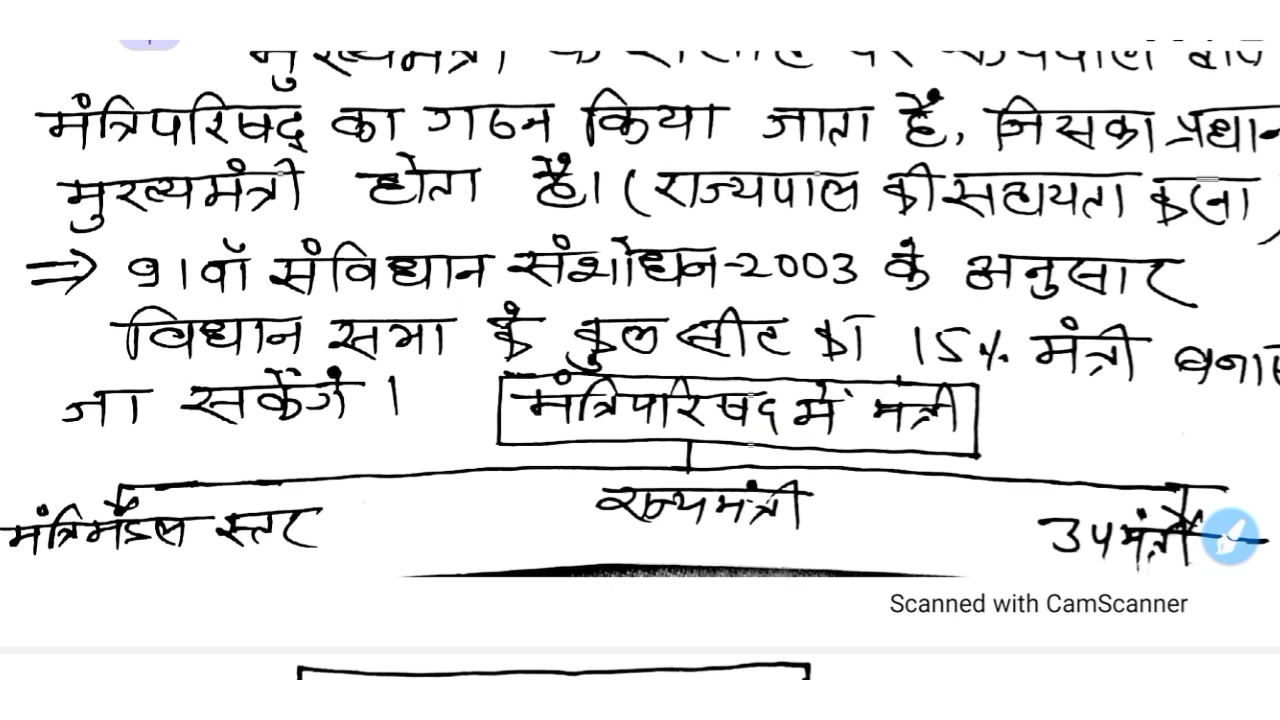 मंत्रिपरिषद् का गठन किया जाता है, जिसका प्रधान
मुख्यमंत्री होता है। (राज्यपाल की सहायता करना)
⇒ 91वाँ संविधान संशोधन-2003 के अनुसार
विधान सभा के कुल सीट का 15% मंत्री बनाए
जा सकेंगे।
मंत्रिपरिषद में मंत्री
मंत्रिमंडल स्तर राज्यमंत्री उपमंत्री
Scanned with CamScanner